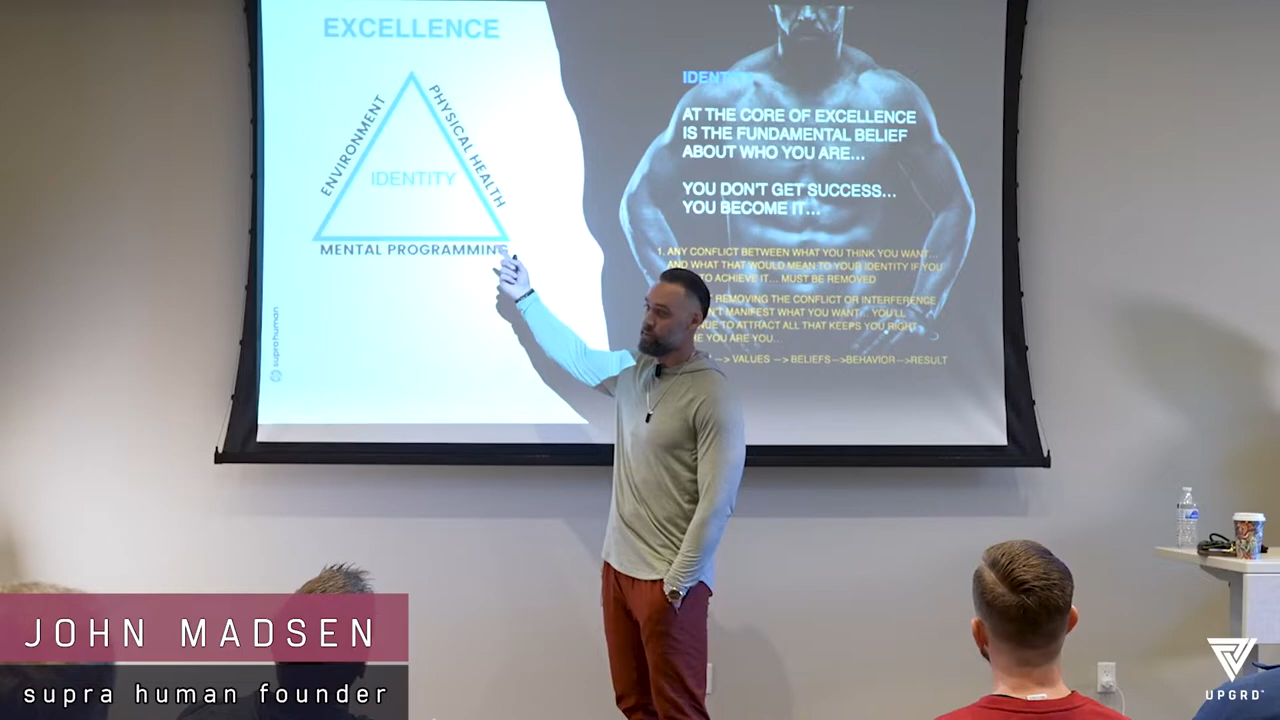 EXCELLENCE
ENVIRONMENT
PHYSICAL HEALTH
IDENTITY
MENTAL PROGRAMMING
suprahuman
IDENTITY
AT THE CORE OF EXCELLENCE
IS THE FUNDAMENTAL BELIEF
ABOUT WHO YOU ARE...
YOU DON'T GET SUCCESS...
YOU BECOME IT...
1. ANY CONFLICT BETWEEN WHAT YOU THINK YOU WANT...
AND WHAT THAT WOULD MEAN TO YOUR IDENTITY IF YOU
TO ACHIEVE IT... MUST BE REMOVED
REMOVING THE CONFLICT OR INTERFERENCE
N'T MANIFEST WHAT YOU WANT... YOU'LL
NUE TO ATTRACT ALL THAT KEEPS YOU RIGHT
HE YOU ARE YOU...
--> VALUES --> BELIEFS-->BEHAVIOR-->RESULT
JOHN MADSEN
supra human founder
UPGRD